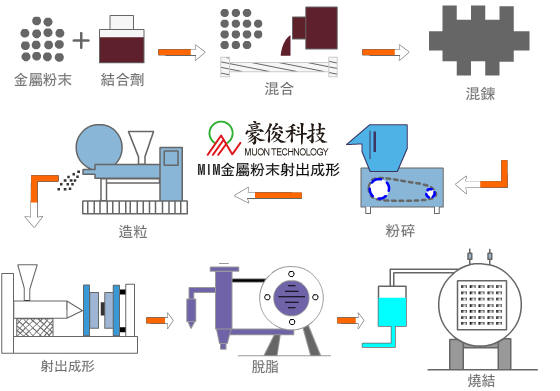 金屬粉末
結合劑
混合
混鍊
豪俊科技
MUON TECHNOLOGY
MIM金屬粉末射出成形
造粒
粉碎
射出成形
脫脂
燒結